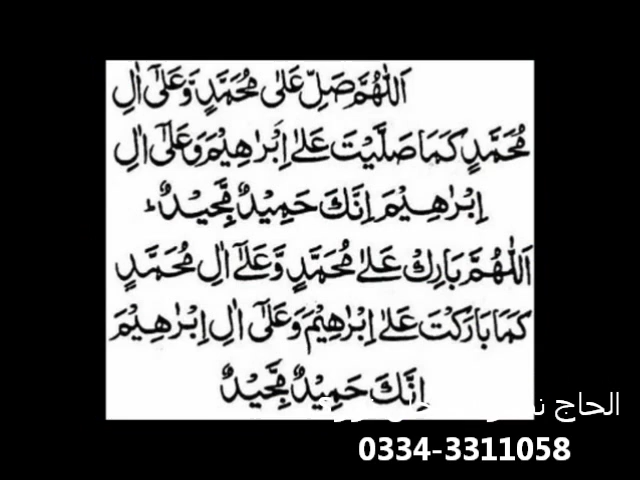 اَللّٰهُمَّ صَلِّ عَلٰى مُحَمَّدٍ وَّعَلٰٓى اٰلِ
مُحَمَّدٍ كَمَا صَلَّيْتَ عَلٰٓى اِبْرٰهِيْمَ وَعَلٰٓى اٰلِ
اِبْرٰهِيْمَ اِنَّكَ حَمِيْدٌ مَّجِيْدٌ ؕ
اَللّٰهُمَّ بَارِكْ عَلٰى مُحَمَّدٍ وَّعَلٰٓى اٰلِ مُحَمَّدٍ
كَمَا بَارَكْتَ عَلٰٓى اِبْرٰهِيْمَ وَعَلٰٓى اٰلِ اِبْرٰهِيْمَ
اِنَّكَ حَمِيْدٌ مَّجِيْدٌ
الحاج
0334-3311058